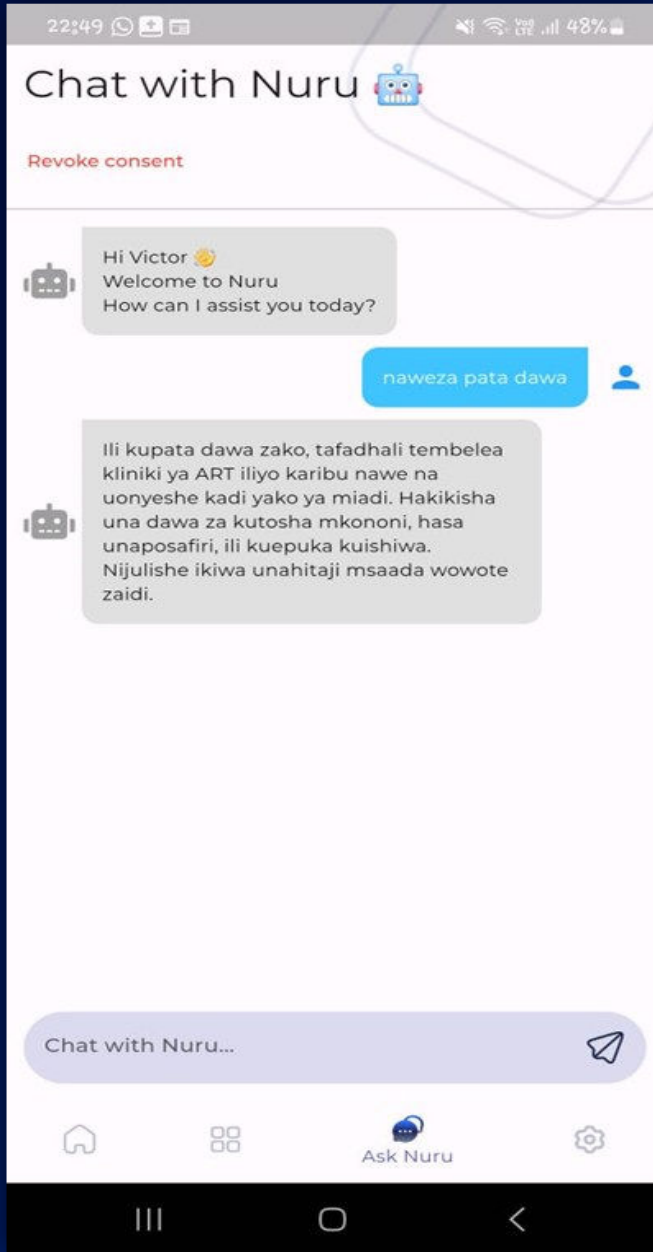 22:49
Vo)) LTE 48%
Chat with Nuru
Revoke consent
Hi Victor
Welcome to Nuru
How can I assist you today?
naweza pata dawa
Ili kupata dawa zako, tafadhali tembelea
kliniki ya ART iliyo karibu nawe na
uonyeshe kadi yako ya miadi. Hakikisha
una dawa za kutosha mkononi, hasa
unaposafiri, ili kuepuka kuishiwa.
Nijulishe ikiwa unahitaji msaada wowote
zaidi.
Chat with Nuru...
Ask Nuru